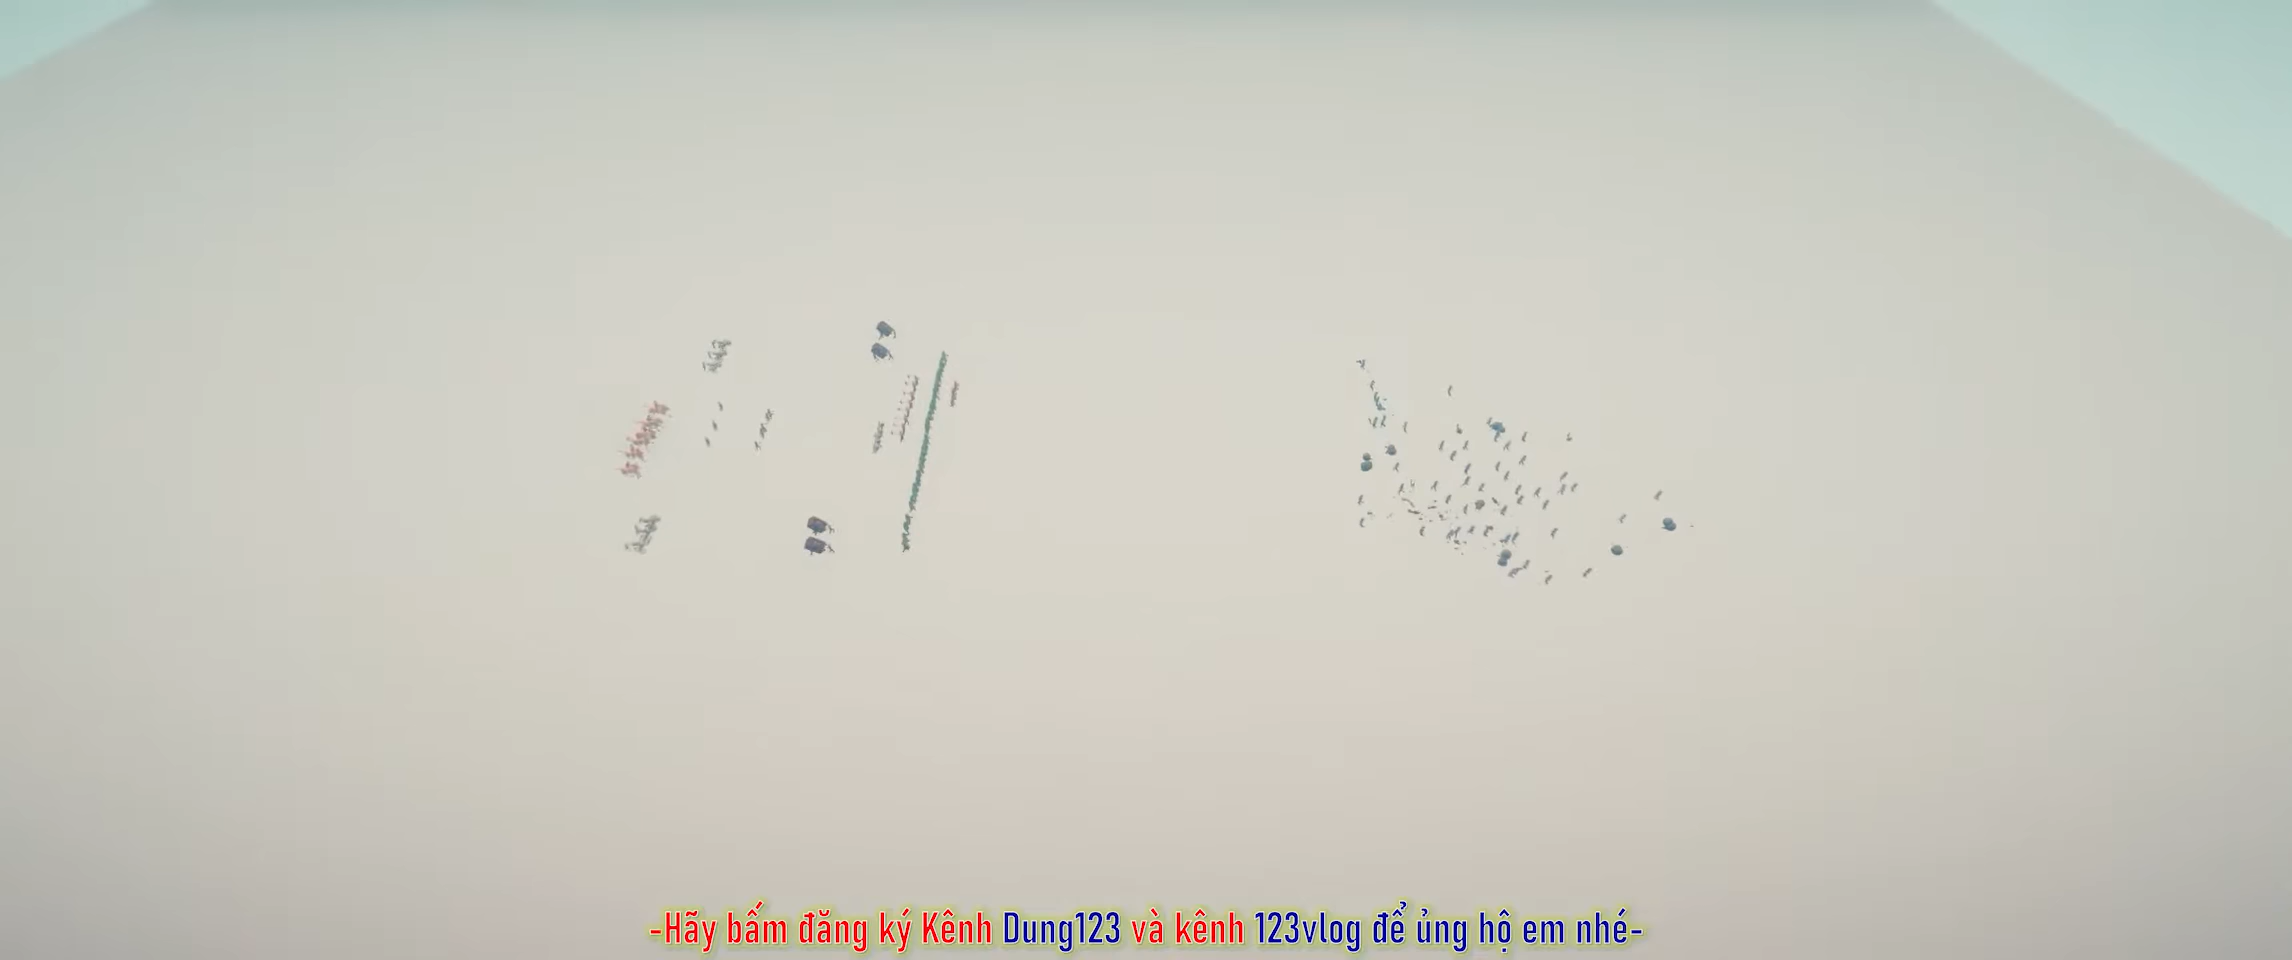 -Hãy bấm đăng ký Kênh Dung123 và kênh 123vlog để ủng hộ em nhé-